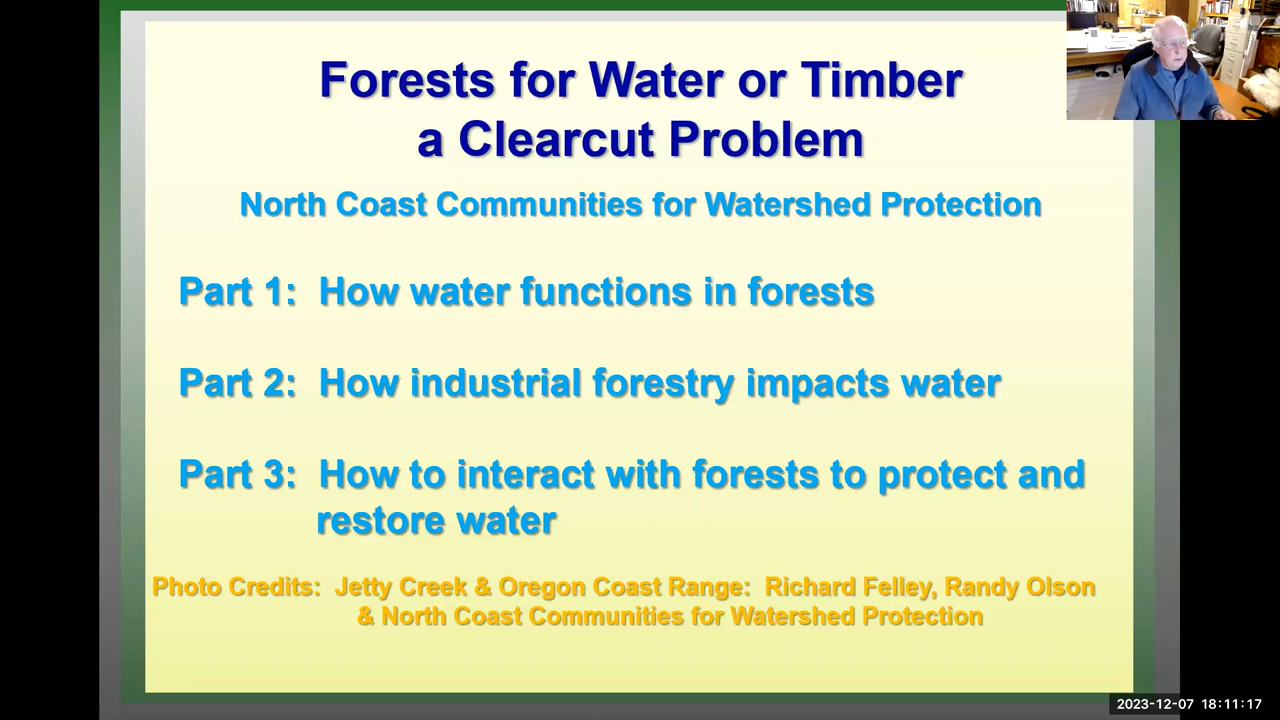 Forests for Water or Timber
a Clearcut Problem
North Coast Communities for Watershed Protection
Part 1: How water functions in forests
Part 2: How industrial forestry impacts water
Part 3: How to interact with forests to protect and
restore water
Photo Credits: Jetty Creek & Oregon Coast Range: Richard Felley, Randy Olson
& North Coast Communities for Watershed Protection
2023-12-07 18:11:17